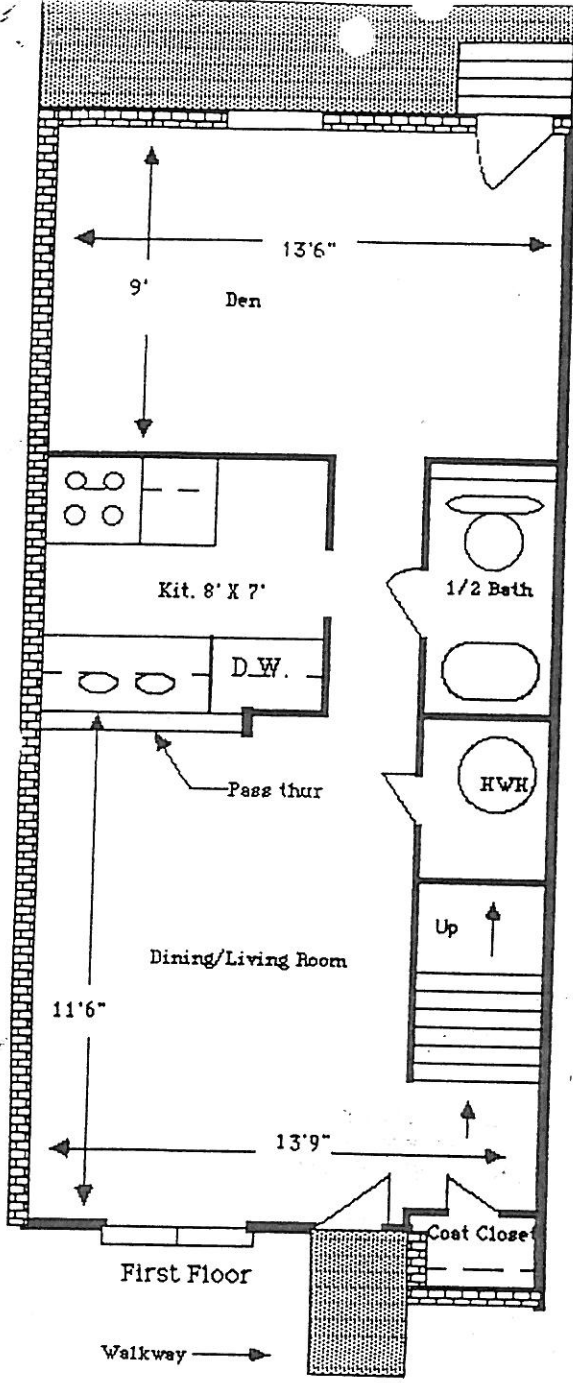 13'6"
9'
Den
Kit. 8' X 7'
1/2 Bath
D.W.
Pass thur
HWH
Up
Dining/Living Room
11'6"
13'9"
Coat Closet
First Floor
Walkway